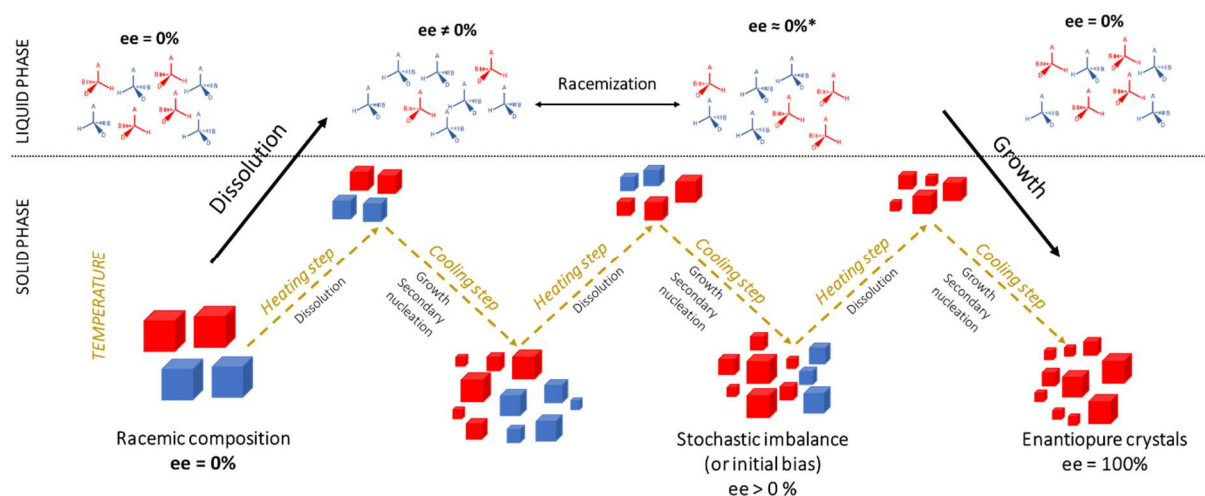 LIQUID PHASE
ee = 0%
ee ≠ 0%
ee ≈ 0%*
ee = 0%
Racemization
Dissolution
Growth
SOLID PHASE
TEMPERATURE
Heating step
Dissolution
Cooling step
Growth
Secondary
nucleation
Heating step
Dissolution
Cooling step
Growth
Secondary
nucleation
Heating step
Dissolution
Cooling step
Growth
Secondary
nucleation
Racemic composition
ee = 0%
Stochastic imbalance
(or initial bias)
ee > 0 %
Enantiopure crystals
ee = 100%